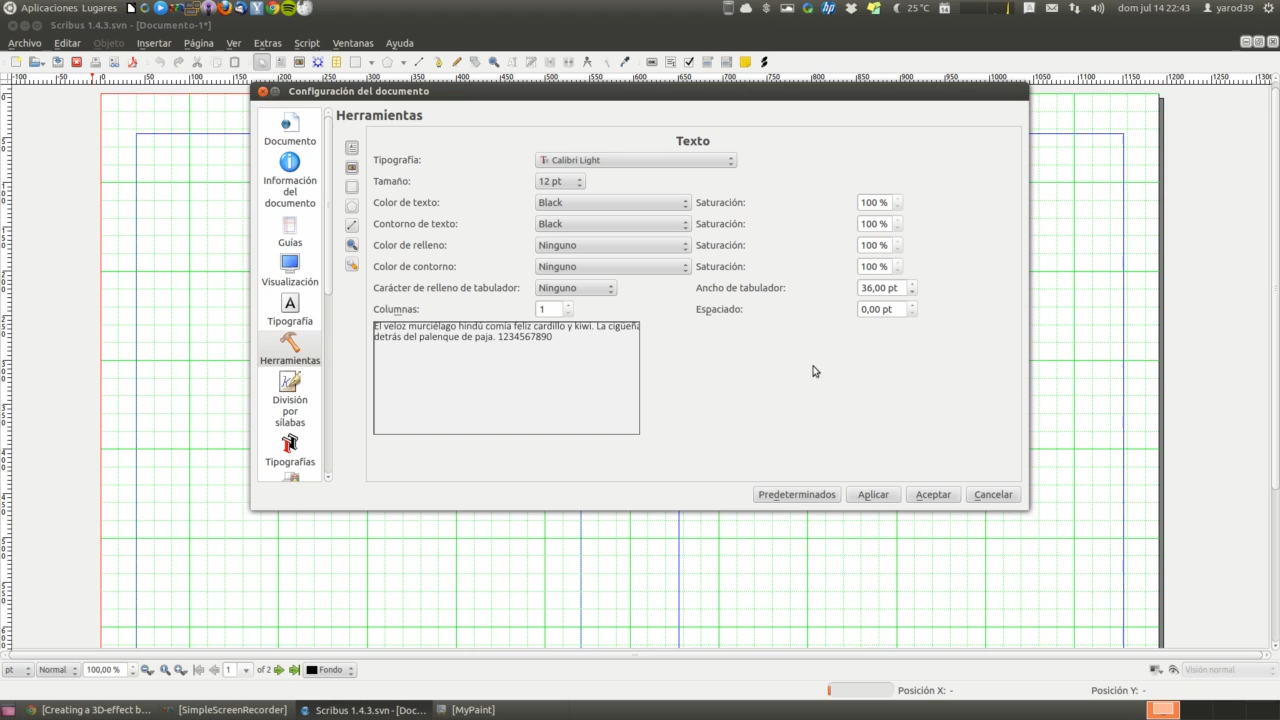 Aplicaciones Lugares
25°C
dom jul 14 22:43
yarod39
Scribus 1.4.3.svn - [Documento-1*]
Archivo Editar Objeto Insertar Página Ver Extras Script Ventanas Ayuda
Configuración del documento
Herramientas
Documento
Información del documento
Guías
Visualización
Tipografía
Herramientas
División por sílabas
Tipografías
Texto
Tipografía: Calibri Light
Tamaño: 12 pt
Color de texto: Black Saturación: 100 %
Contorno de texto: Black Saturación: 100 %
Color de relleno: Ninguno Saturación: 100 %
Color de contorno: Ninguno Saturación: 100 %
Carácter de relleno de tabulador: Ninguno Ancho de tabulador: 36,00 pt
Columnas: 1 Espaciado: 0,00 pt
El veloz murciélago hindú comía feliz cardillo y kiwi. La cigüeña
detrás del palenque de paja. 1234567890
Predeterminados Aplicar Aceptar Cancelar
pt Normal 100,00 % 1 of 2 Fondo Visión normal
Posición X: - Posición Y: -
[Creating a 3D-effect b... [SimpleScreenRecorder] Scribus 1.4.3.svn - [Doc... [MyPaint]